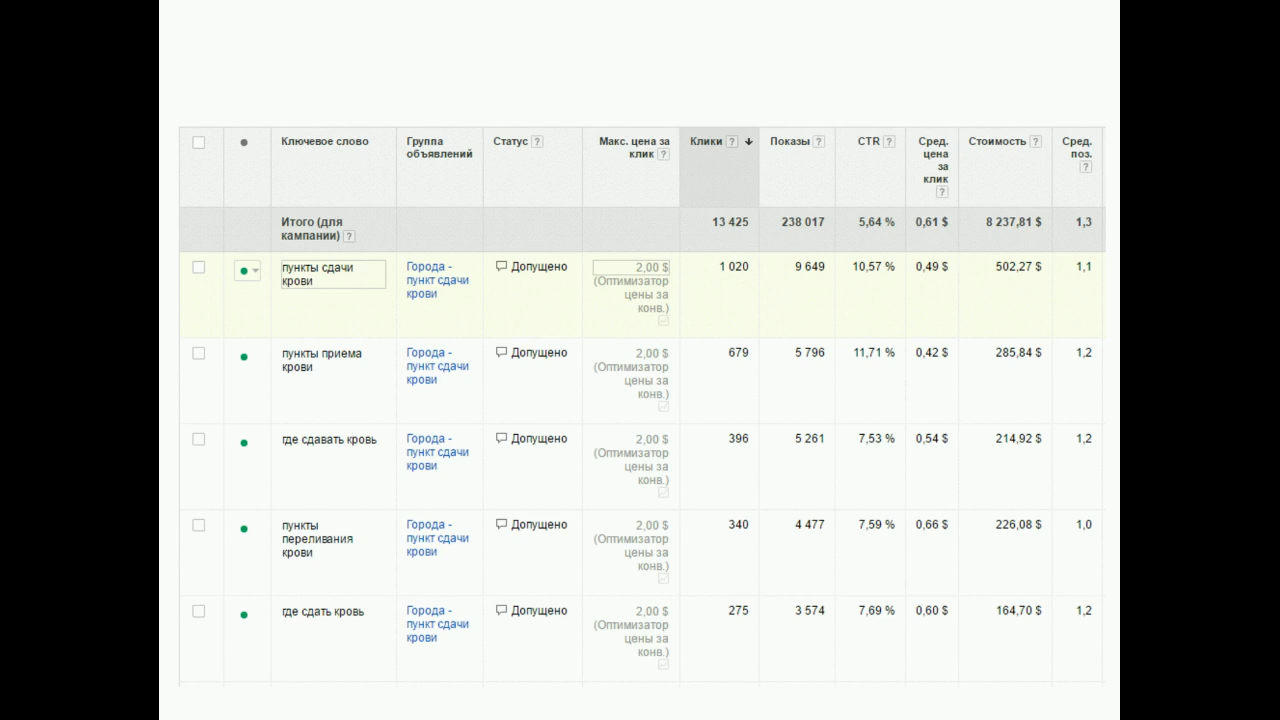 Ключевое слово
Группа
объявлений
Статус ?
Макс. цена за
клик ?
Клики ?
Показы ?
CTR ?
Сред.
цена
за
клик
?
Стоимость ?
Сред.
поз.
?
Итого (для
кампании) ?
13 425
238 017
5,64 %
0,61 $
8 237,81 $
1,3
пункты сдачи
крови
Города -
пункт сдачи
крови
Допущено
2,00 $
(Оптимизатор
цены за
конв.)
1 020
9 649
10,57 %
0,49 $
502,27 $
1,1
пункты приема
крови
Города -
пункт сдачи
крови
Допущено
2,00 $
(Оптимизатор
цены за
конв.)
679
5 796
11,71 %
0,42 $
285,84 $
1,2
где сдавать кровь
Города -
пункт сдачи
крови
Допущено
2,00 $
(Оптимизатор
цены за
конв.)
396
5 261
7,53 %
0,54 $
214,92 $
1,2
пункты
переливания
крови
Города -
пункт сдачи
крови
Допущено
2,00 $
(Оптимизатор
цены за
конв.)
340
4 477
7,59 %
0,66 $
226,08 $
1,0
где сдать кровь
Города -
пункт сдачи
крови
Допущено
2,00 $
(Оптимизатор
цены за
конв.)
275
3 574
7,69 %
0,60 $
164,70 $
1,2